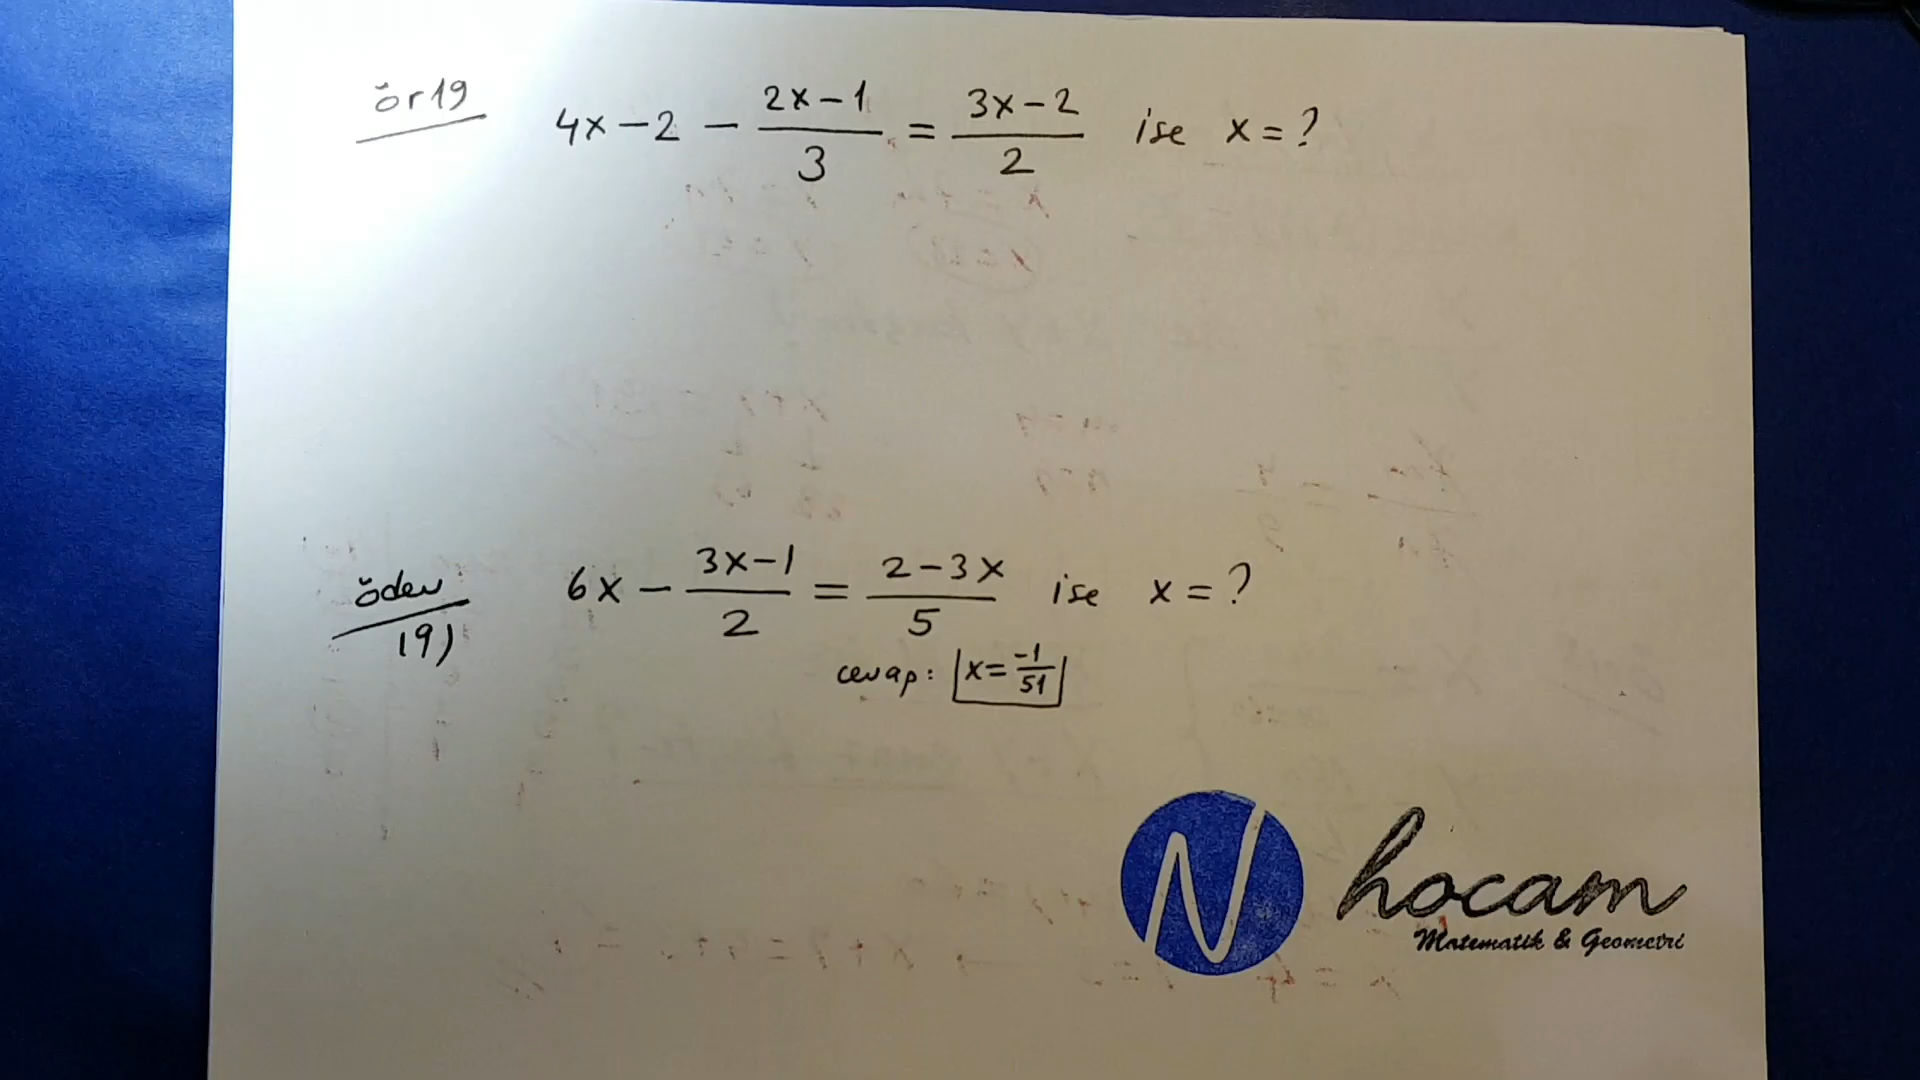 ör19 4x-2 - (2x-1)/3 = (3x-2)/2 ise x=?
ödev 19) 6x - (3x-1)/2 = (2-3x)/5 ise x=?
cevap: x = -1/51
N hocam
Matematik & Geometri